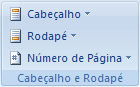 Cabeçalho
Rodapé
Número de Página
Cabeçalho e Rodapé